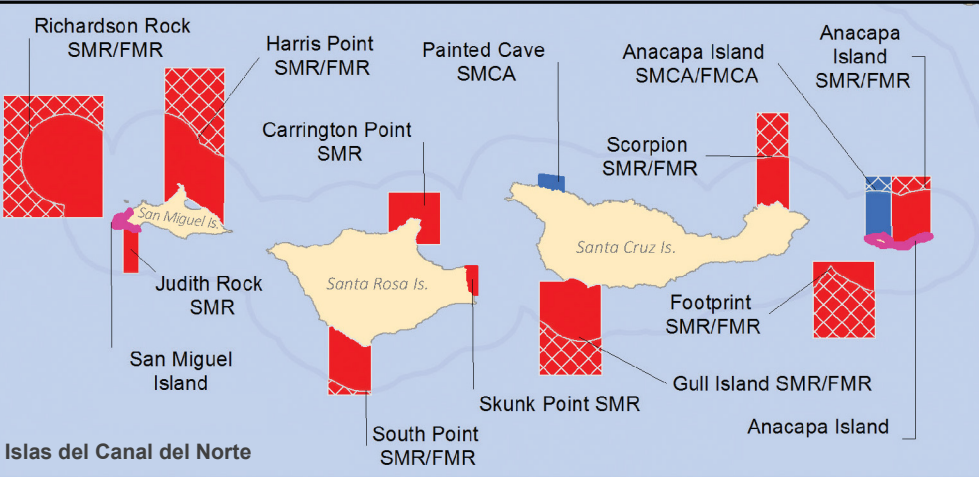 Richardson Rock
SMR/FMR
Harris Point
SMR/FMR
Painted Cave
SMCA
Anacapa Island
SMCA/FMCA
Anacapa
Island
SMR/FMR
Carrington Point
SMR
Scorpion
SMR/FMR
San Miguel Is.
Santa Cruz Is.
Santa Rosa Is.
Judith Rock
SMR
Footprint
SMR/FMR
San Miguel
Island
Gull Island SMR/FMR
Skunk Point SMR
Anacapa Island
South Point
SMR/FMR
Islas del Canal del Norte